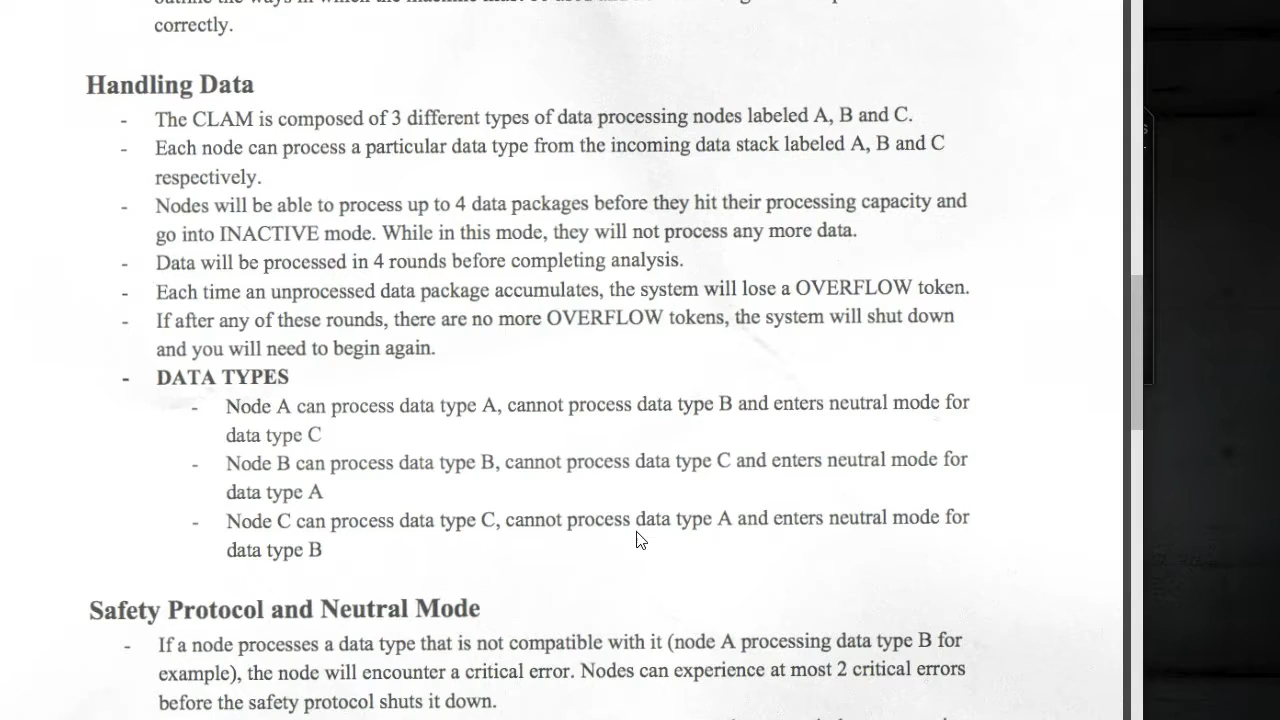 correctly.
Handling Data
- The CLAM is composed of 3 different types of data processing nodes labeled A, B and C.
- Each node can process a particular data type from the incoming data stack labeled A, B and C
respectively.
- Nodes will be able to process up to 4 data packages before they hit their processing capacity and
go into INACTIVE mode. While in this mode, they will not process any more data.
- Data will be processed in 4 rounds before completing analysis.
- Each time an unprocessed data package accumulates, the system will lose a OVERFLOW token.
- If after any of these rounds, there are no more OVERFLOW tokens, the system will shut down
and you will need to begin again.
- DATA TYPES
- Node A can process data type A, cannot process data type B and enters neutral mode for
data type C
- Node B can process data type B, cannot process data type C and enters neutral mode for
data type A
- Node C can process data type C, cannot process data type A and enters neutral mode for
data type B
Safety Protocol and Neutral Mode
- If a node processes a data type that is not compatible with it (node A processing data type B for
example), the node will encounter a critical error. Nodes can experience at most 2 critical errors
before the safety protocol shuts it down.